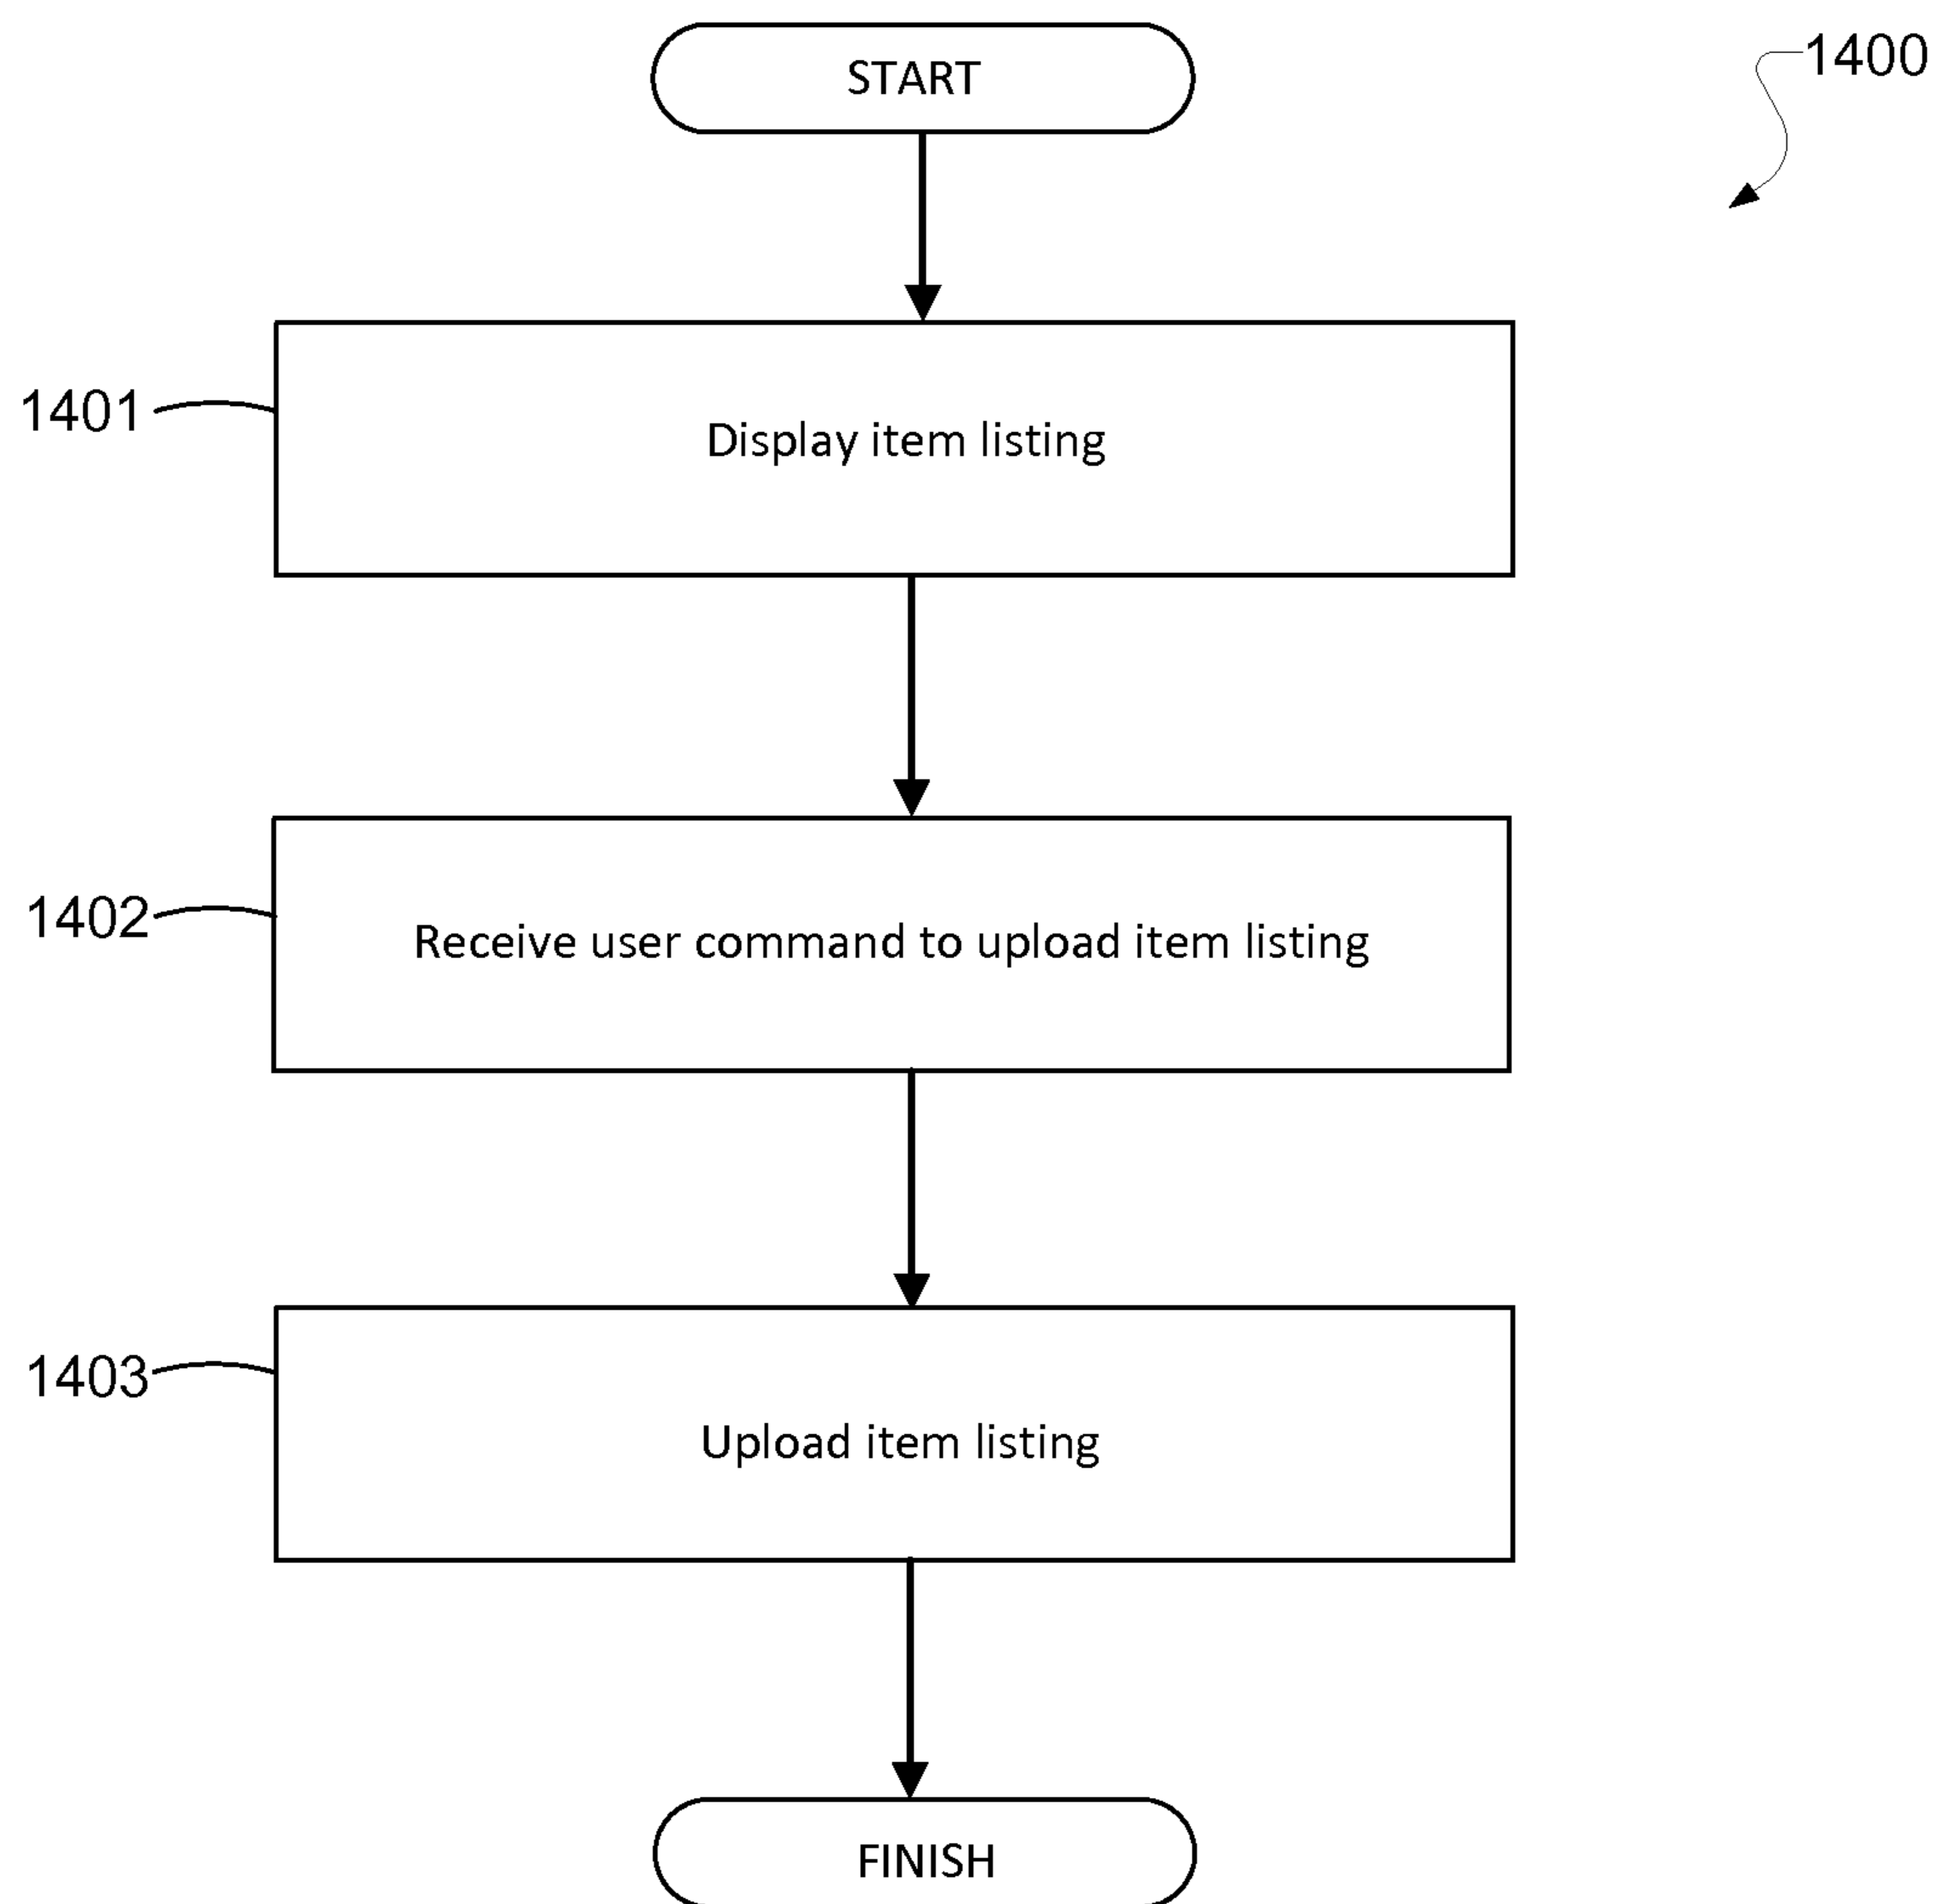 START
1400
1401
Display item listing
1402
Receive user command to upload item listing
1403
Upload item listing
FINISH